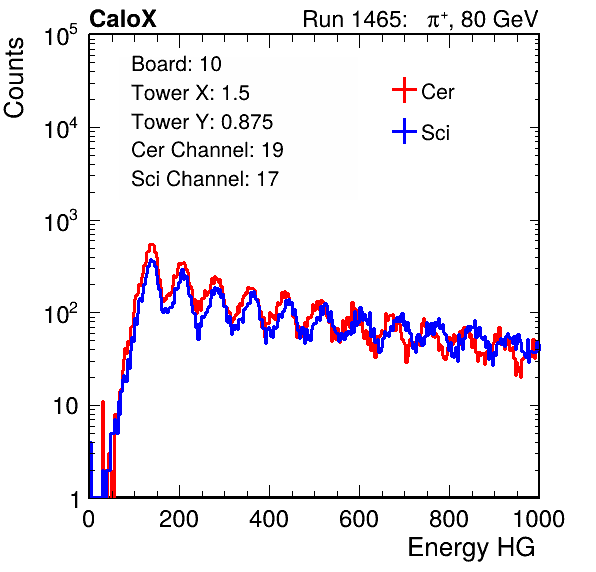 CaloX Run 1465: π⁺, 80 GeV
Counts
10⁵
10⁴
10³
10²
10
1
Board: 10
Tower X: 1.5
Tower Y: 0.875
Cer Channel: 19
Sci Channel: 17
Cer
Sci
0 200 400 600 800 1000
Energy HG